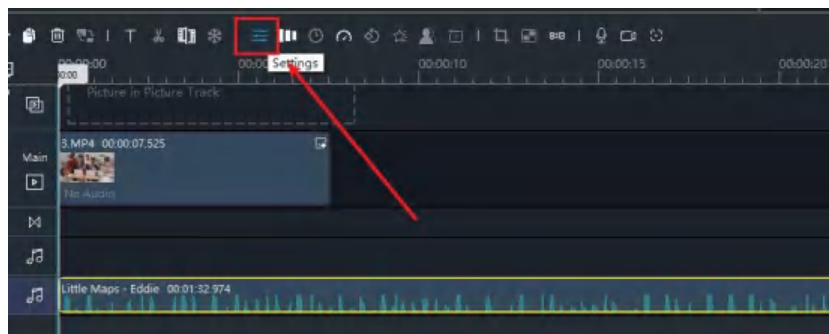 T
00:00:00
00:00
Settings
00:00:10
00:00:15
00:00:20
Picture in Picture Track
3.MP4 00:00:07.525
Main
No Audio
Little Maps - Eddie 00:01:32.974